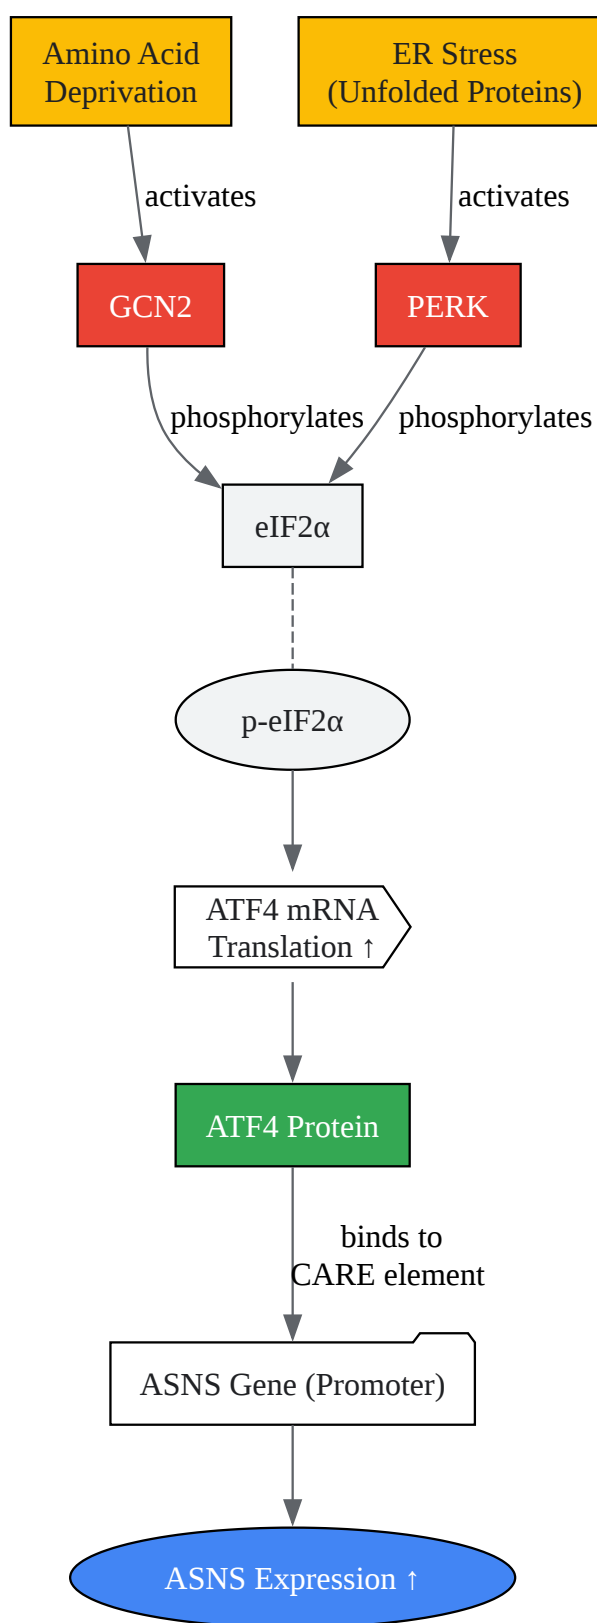 Amino Acid
Deprivation
ER Stress
(Unfolded Proteins)
activates
activates
GCN2
PERK
phosphorylates
phosphorylates
eIF2α
p-eIF2α
ATF4 mRNA
Translation ↑
ATF4 Protein
binds to
CARE element
ASNS Gene (Promoter)
ASNS Expression ↑